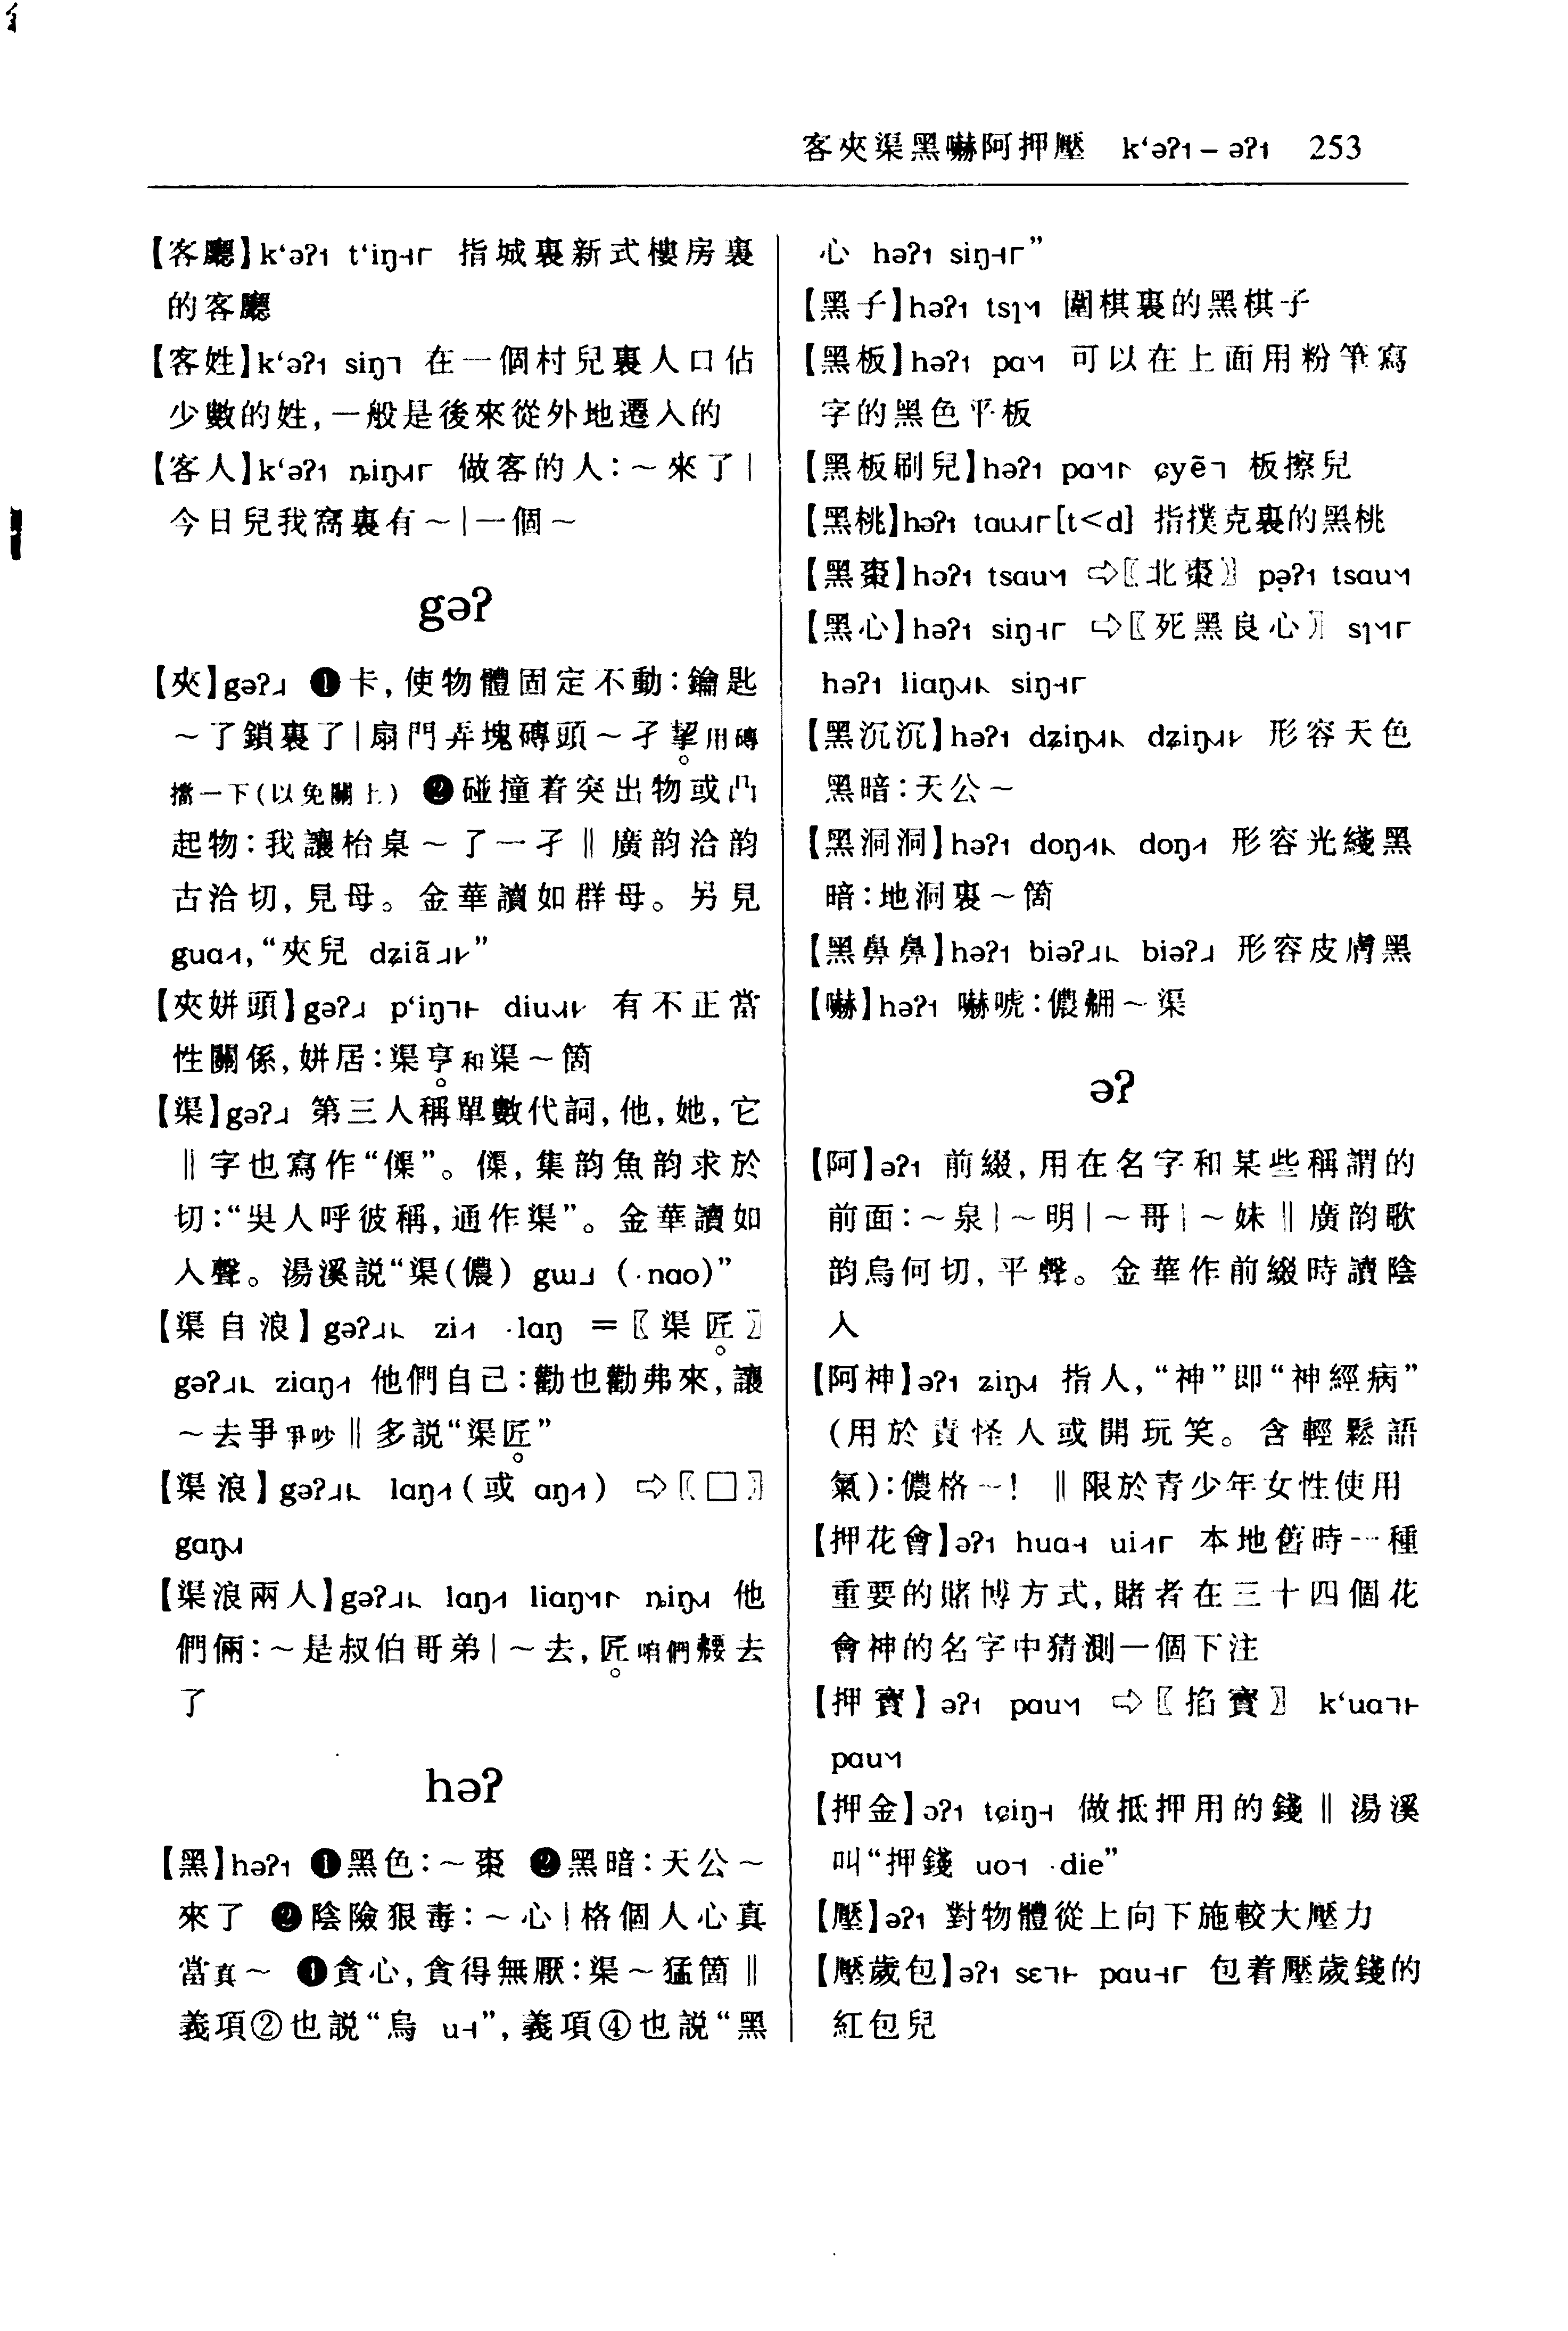 客夾渠黑嚇阿押壓 k‘əʔ˥ – əʔ˥ 253
【客廳】k‘əʔ˥ t‘iŋ 指城裏新式樓房裏
的客廳
【客姓】k‘əʔ˥ siŋ 在一個村兒裏人口佔
少數的姓,一般是後來從外地遷入的
【客人】k‘əʔ˥ ȵiŋ 做客的人:～來了|
今日兒我窩裏有～|一個～
gəʔ
【夾】gəʔ ❶卡,使物體固定不動:鑰匙
～了鎖裏了|扇門弄塊磚頭～孑揫用磚
擋一下(以免關上) ❷碰撞着突出物或凸
起物:我讓枱桌～了一孑‖廣韵洽韵
古洽切,見母。金華讀如群母。另見
guɑ,“夾兒 dʑiã”
【夾姘頭】gəʔ p‘iŋ diu 有不正當
性關係,姘居:渠亨和渠～箇
【渠】gəʔ 第三人稱單數代詞,他,她,它
‖字也寫作“傑”。傑,集韵魚韵求於
切:“吳人呼彼稱,通作渠”。金華讀如
入聲。湯溪説“渠(儂) gɯ (·nɑo)”
【渠自浪】gəʔ zi ·lɑŋ =〖渠匠〗
gəʔ ziɑŋ 他們自己:勸也勸弗來,讓
～去爭爭吵‖多説“渠匠”
【渠浪】gəʔ lɑŋ(或 ɑŋ) ⇨〖□〗
gɑŋ
【渠浪兩人】gəʔ lɑŋ liɑŋ ȵiŋ 他
們倆:～是叔伯哥弟|～去,匠咱們覅去
了
həʔ
【黑】həʔ ❶黑色:～棗 ❷黑暗:天公～
來了 ❷陰險狠毒:～心|格個人心真
當真～ ❶貪心,貪得無厭:渠～猛箇‖
義項②也説“烏 u”,義項④也説“黑
心 həʔ siŋ”
【黑子】həʔ tsɿ 圍棋裏的黑棋子
【黑板】həʔ pɑ 可以在上面用粉筆寫
字的黑色平板
【黑板刷兒】həʔ pɑ ɕyẽ 板擦兒
【黑桃】həʔ tɑu[t<d] 指撲克裏的黑桃
【黑棗】həʔ tsɑu ⇨〖北棗〗pəʔ tsɑu
【黑心】həʔ siŋ ⇨〖死黑良心〗sɿ
həʔ liɑŋ siŋ
【黑沉沉】həʔ dʑiŋ dʑiŋ 形容天色
黑暗:天公～
【黑洞洞】həʔ doŋ doŋ 形容光綫黑
暗:地洞裏～箇
【黑鼻鼻】həʔ biəʔ biəʔ 形容皮膚黑
【嚇】həʔ 嚇唬:儂㑚～渠
əʔ
【阿】əʔ 前綴,用在名字和某些稱謂的
前面:～泉|～明|～哥|～妹‖廣韵歌
韵烏何切,平聲。金華作前綴時讀陰
入
【阿神】əʔ ʑiŋ 指人,“神”即“神經病”
(用於責怪人或開玩笑。含輕鬆語
氣):儂格～! ‖限於青少年女性使用
【押花會】əʔ huɑ ui 本地舊時一種
重要的賭博方式,賭者在三十四個花
會神的名字中猜測一個下注
【押寶】əʔ pɑu ⇨〖掐寶〗k‘uɑ
pɑu
【押金】əʔ tɕiŋ 做抵押用的錢‖湯溪
叫“押錢 uo ·die”
【壓】əʔ 對物體從上向下施較大壓力
【壓歲包】əʔ sɛ pɑu 包着壓歲錢的
紅包兒